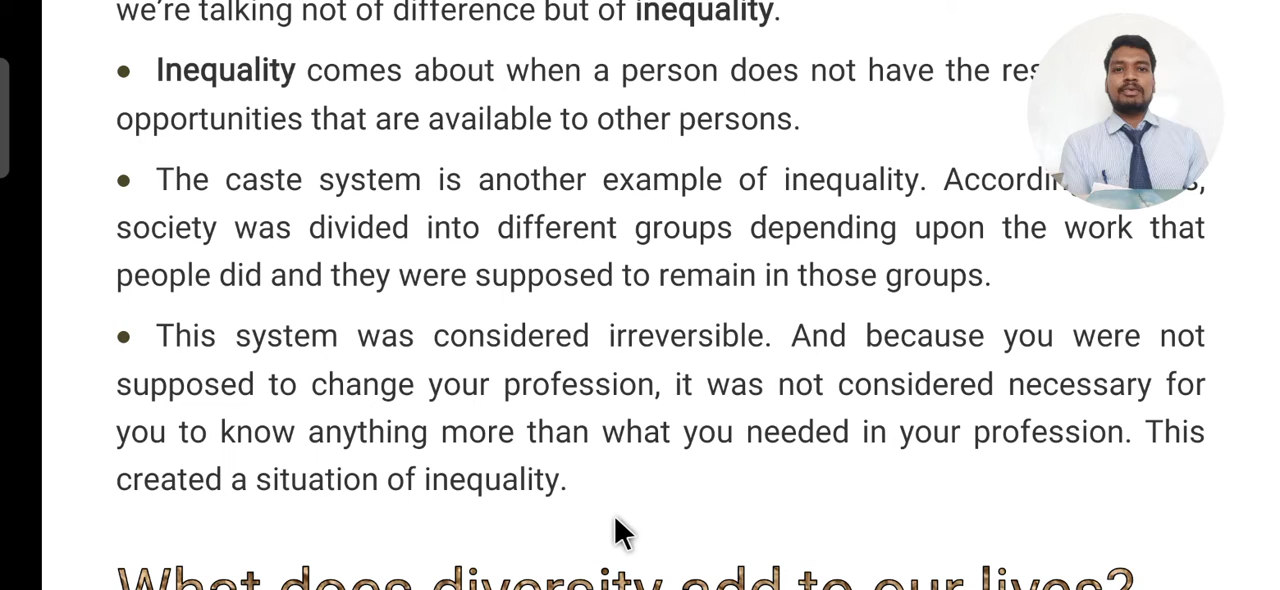 we're talking not of difference but of inequality.
• Inequality comes about when a person does not have the
opportunities that are available to other persons.
• The caste system is another example of inequality.
society was divided into different groups depending upon the work that
people did and they were supposed to remain in those groups.
• This system was considered irreversible. And because you were not
supposed to change your profession, it was not considered necessary for
you to know anything more than what you needed in your profession. This
created a situation of inequality.
What does diversity add to our lives?